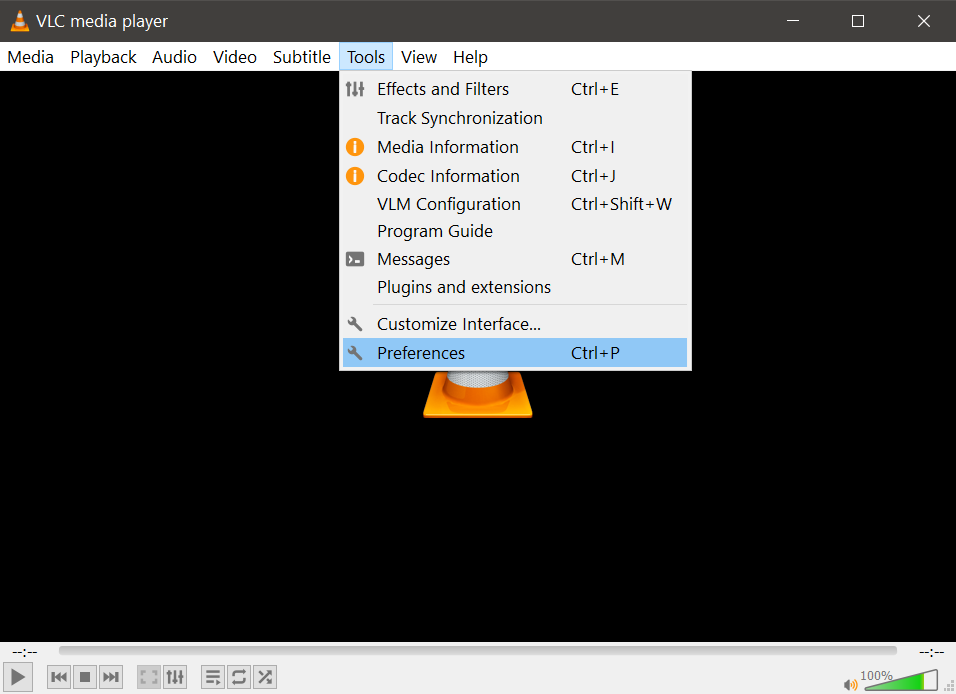 VLC media player
Media Playback Audio Video Subtitle Tools View Help
Effects and Filters Ctrl+E
Track Synchronization
Media Information Ctrl+I
Codec Information Ctrl+J
VLM Configuration Ctrl+Shift+W
Program Guide
Messages Ctrl+M
Plugins and extensions
Customize Interface...
Preferences Ctrl+P
--:-- --:--
100%